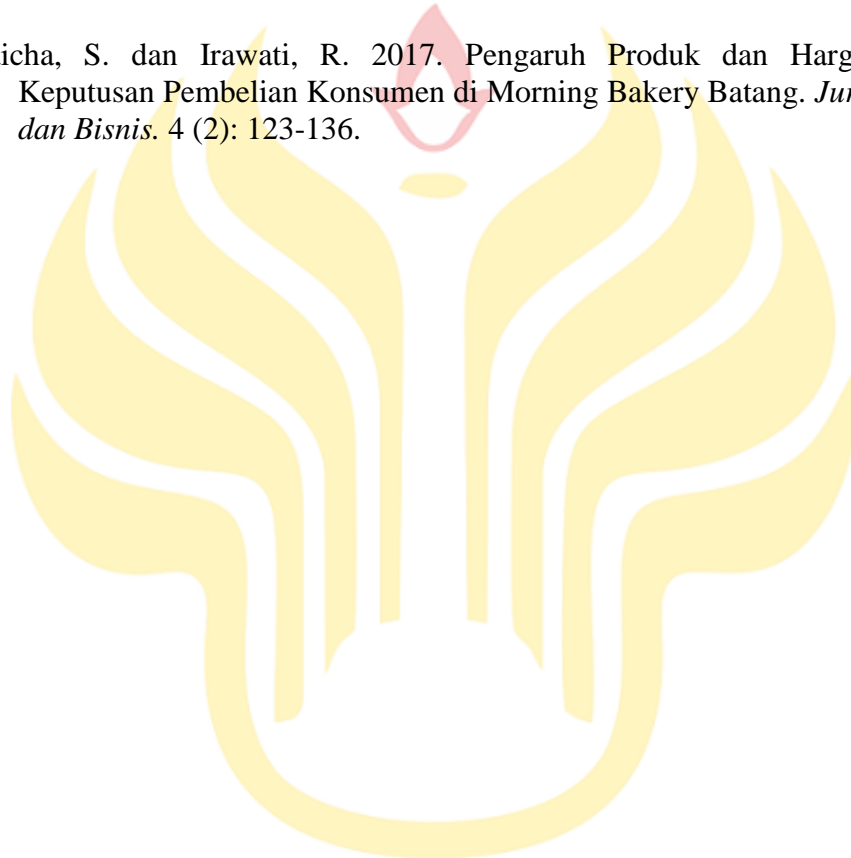 icha, S. dan Irawati, R. 2017. Pengaruh Produk dan Harg
Keputusan Pembelian Konsumen di Morning Bakery Batang. Jur
dan Bisnis. 4 (2): 123-136.